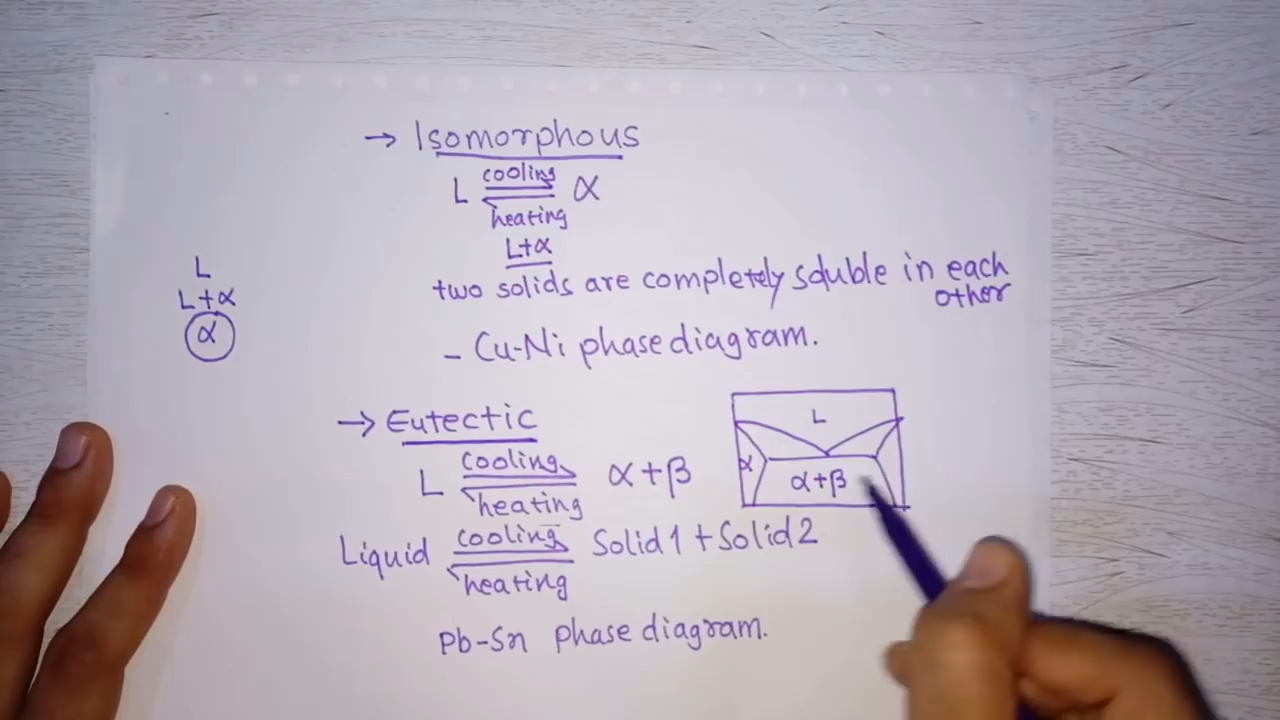 → Isomorphous
cooling
L ⇌ α
heating
L+α
two solids are completely soluble in each
other
- Cu-Ni phase diagram.
L
L+α
α
→ Eutectic
cooling
L ⇌ α+β
heating
cooling
Liquid ⇌ Solid 1 + Solid 2
heating
Pb-Sn phase diagram.
L
α
α+β